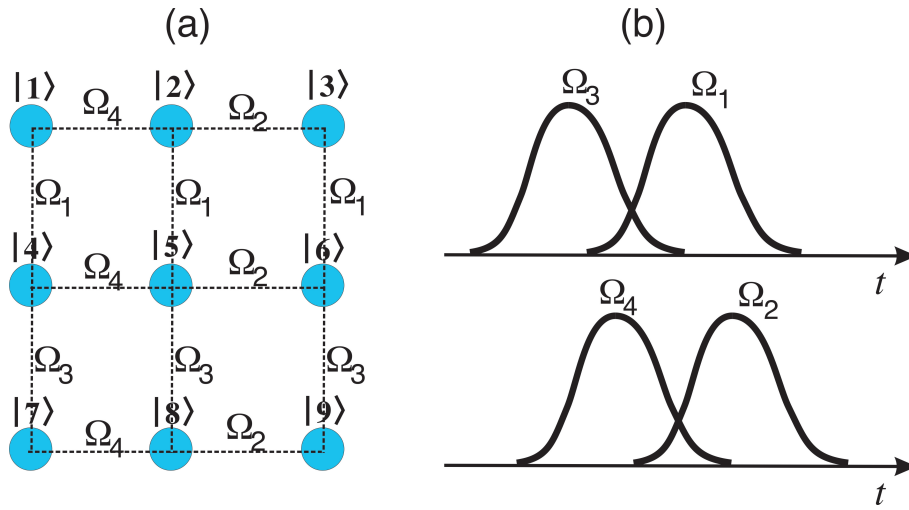 (a)
|1⟩ |2⟩ |3⟩
Ω4 Ω2
Ω1 Ω1 Ω1
|4⟩ |5⟩ |6⟩
Ω4 Ω2
Ω3 Ω3 Ω3
|7⟩ |8⟩ |9⟩
Ω4 Ω2
(b)
Ω3 Ω1
t
Ω4 Ω2
t